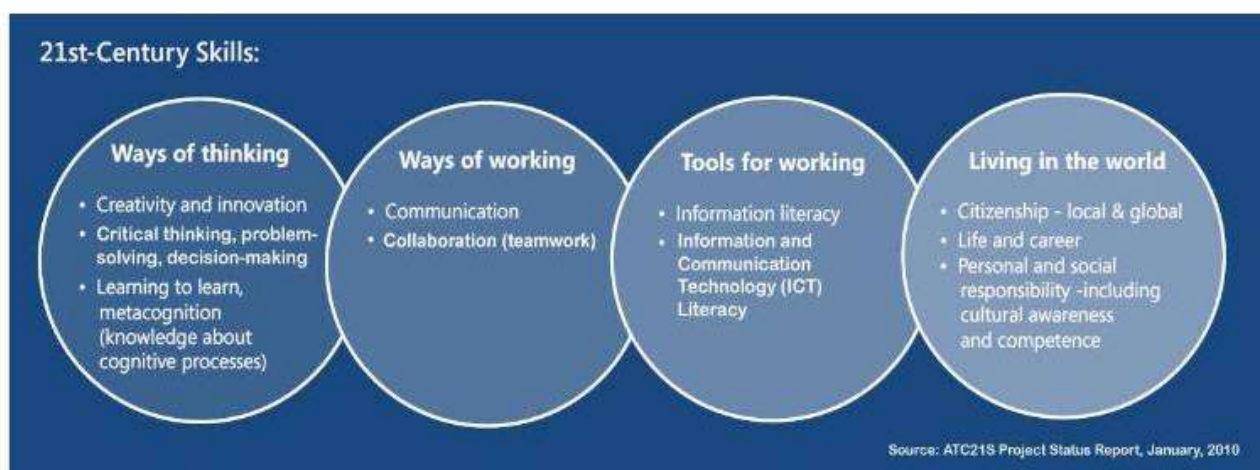 21st-Century Skills:
Ways of thinking
• Creativity and innovation
• Critical thinking, problem-
solving, decision-making
• Learning to learn,
metacognition
(knowledge about
cognitive processes)
Ways of working
• Communication
• Collaboration (teamwork)
Tools for working
• Information literacy
• Information and
Communication
Technology (ICT)
Literacy
Living in the world
• Citizenship - local & global
• Life and career
• Personal and social
responsibility -including
cultural awareness
and competence
Source: ATC21S Project Status Report, January, 2010